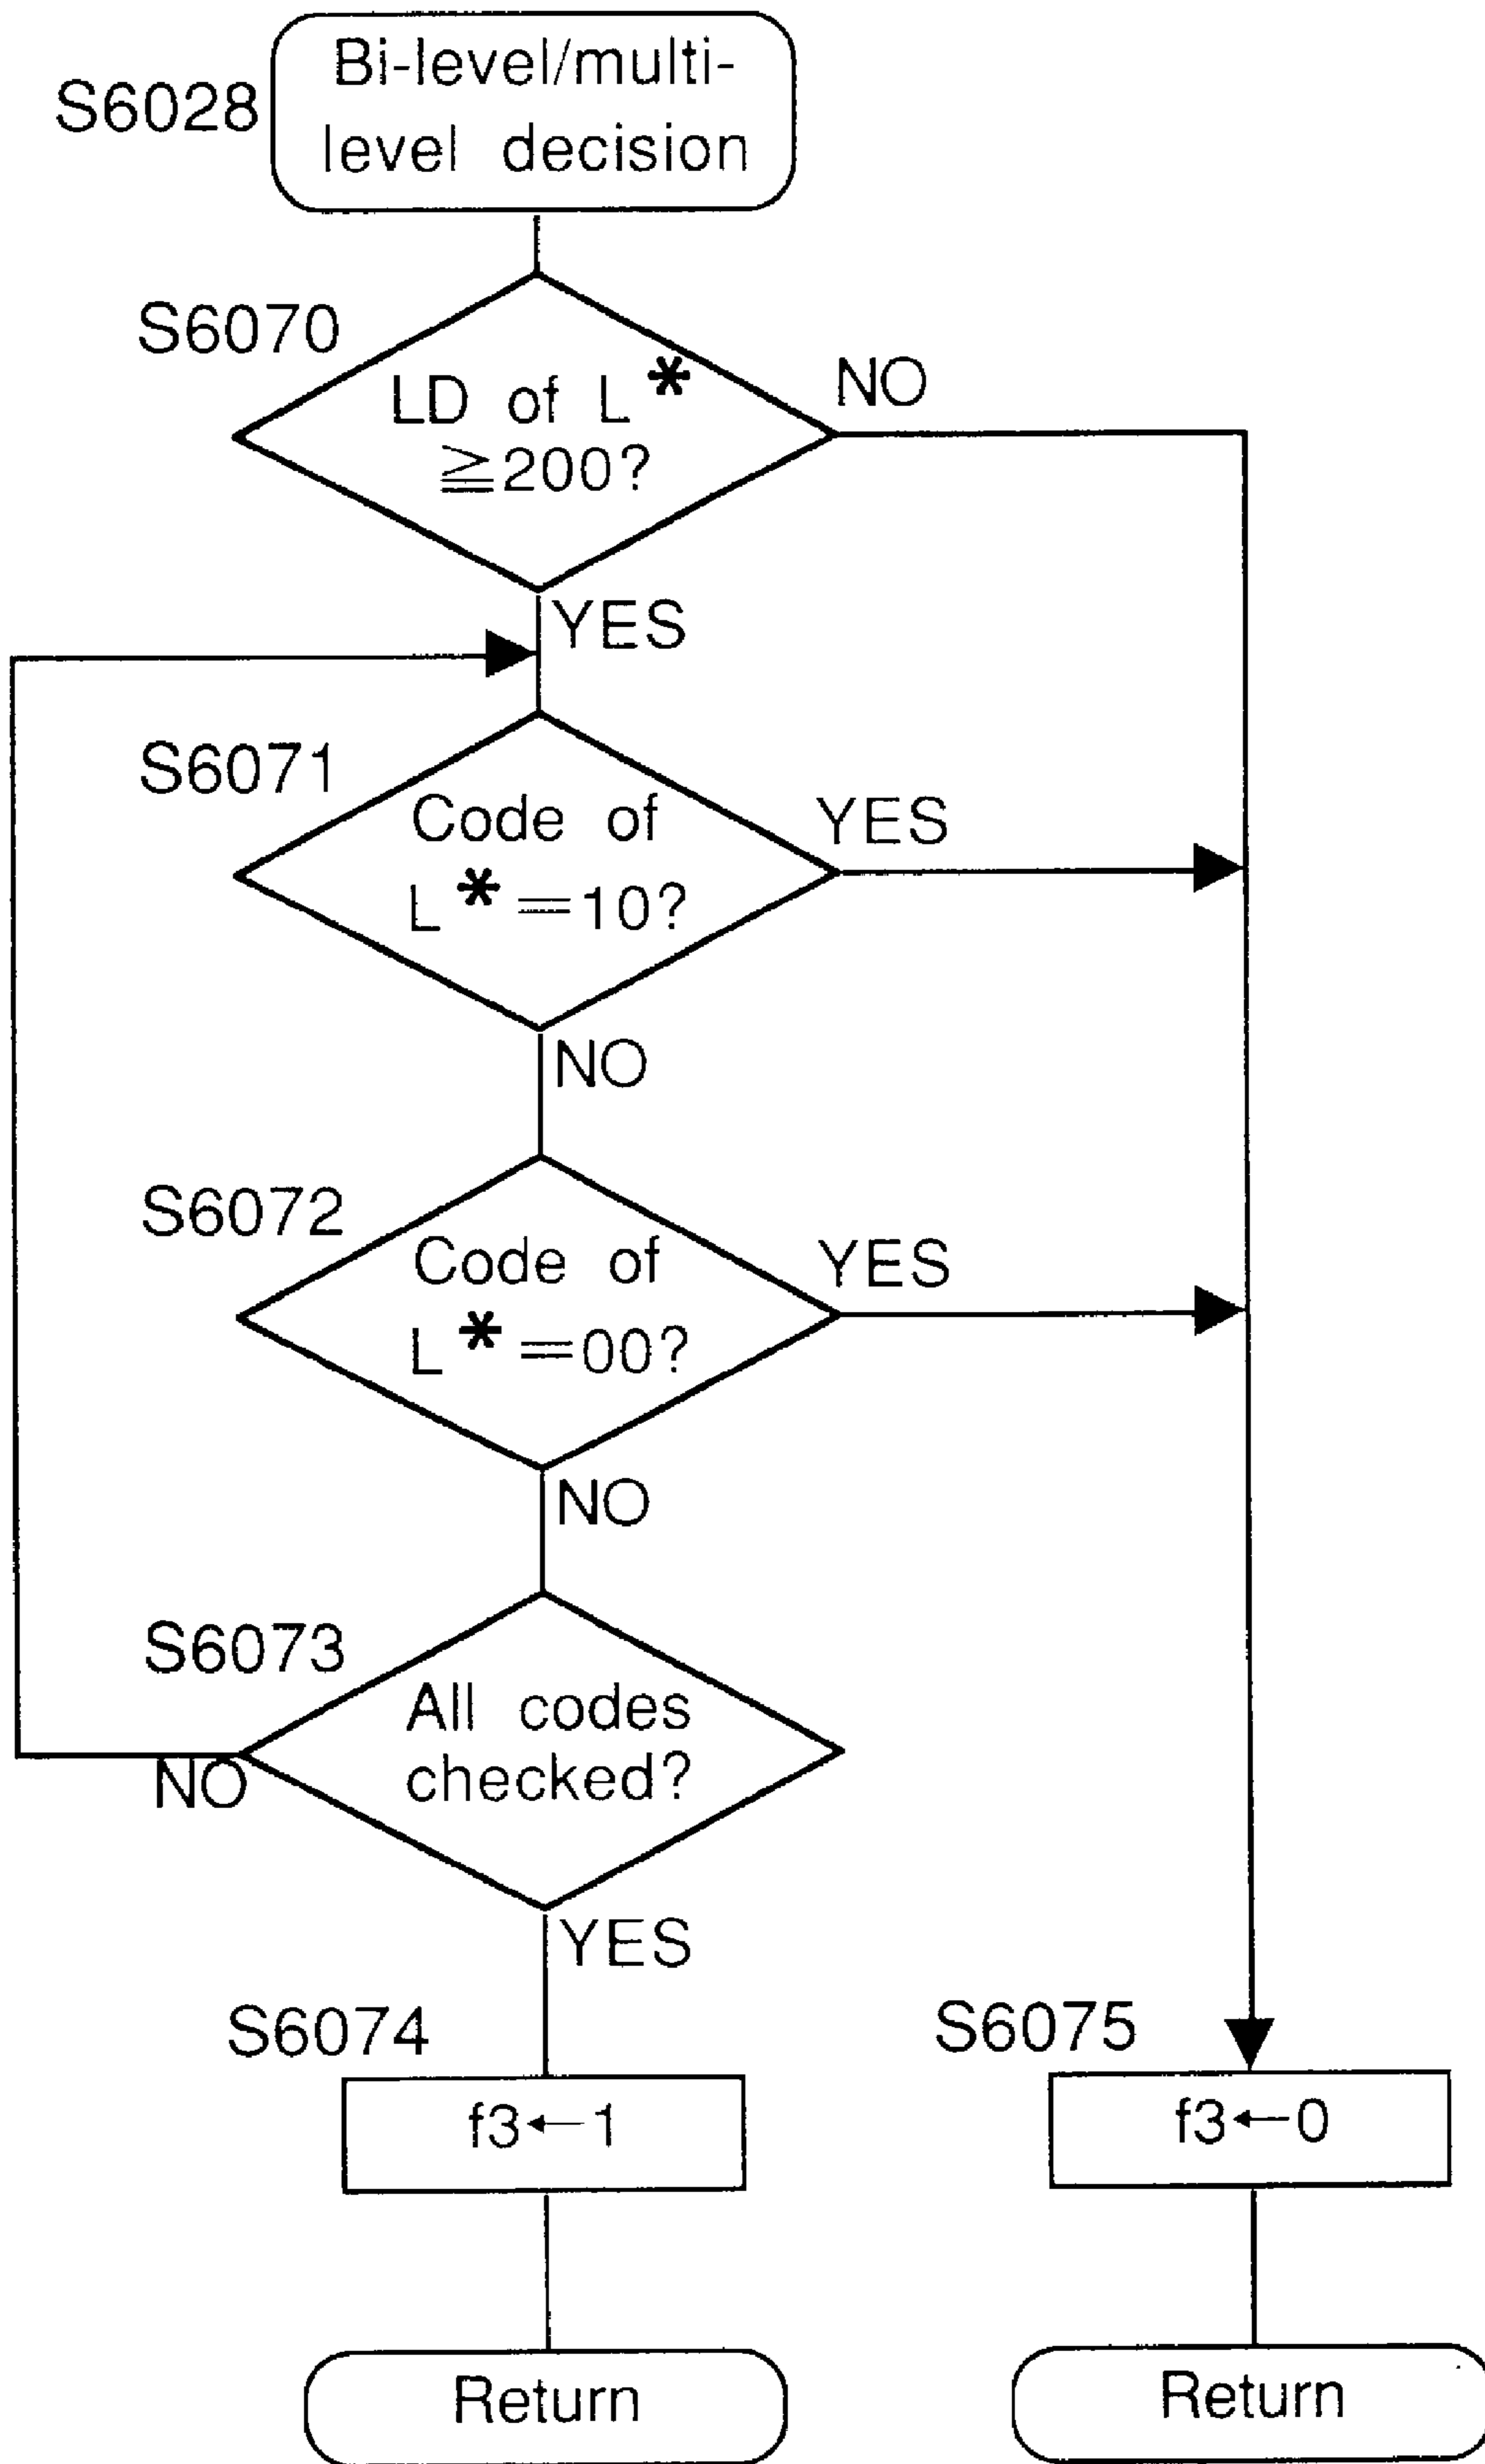 S6028
Bi-level/multi-
level decision
S6070
LD of L*
≧200?
NO
YES
S6071
Code of
L*=10?
YES
NO
S6072
Code of
L*=00?
YES
NO
S6073
All codes
checked?
NO
YES
S6074
f3←1
S6075
f3←0
Return
Return